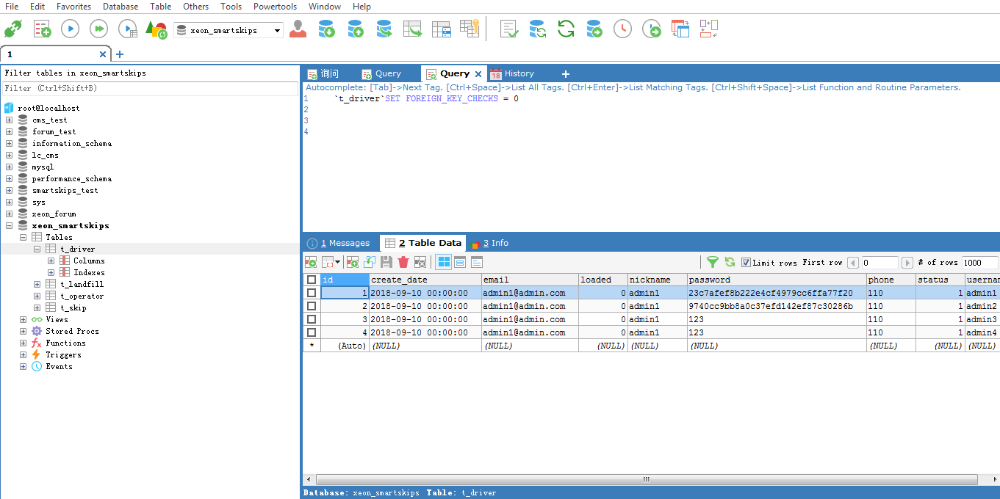 File Edit Favorites Database Table Others Tools Powertools Window Help
xeon_smartskips
1
Filter tables in xeon_smartskips
Filter (Ctrl+Shift+B)
root@localhost
cms_test
forum_test
information_schema
lc_cms
mysql
performance_schema
smartskips_test
sys
xeon_forum
xeon_smartskips
Tables
t_driver
Columns
Indexes
t_landfill
t_operator
t_skip
Views
Stored Procs
Functions
Triggers
Events
询问 Query Query 18 History
Autocomplete: [Tab]->Next Tag. [Ctrl+Space]->List All Tags. [Ctrl+Enter]->List Matching Tags. [Ctrl+Shift+Space]->List Function and Routine Parameters.
1 `t_driver`SET FOREIGN_KEY_CHECKS = 0
2
3
4
1 Messages 2 Table Data 3 Info
Limit rows First row 0 # of rows 1000
id create_date email loaded nickname password phone status usernam
1 2018-09-10 00:00:00 admin1@admin.com 0 admin1 23c7afef8b222e4cf4979cc6ffa77f20 110 1 admin1
2 2018-09-10 00:00:00 admin1@admin.com 0 admin1 9740cc9bb8a0c37efd142ef87c30286b 110 1 admin2
3 2018-09-10 00:00:00 admin1@admin.com 0 admin1 123 110 1 admin3
4 2018-09-10 00:00:00 admin1@admin.com 0 admin1 123 110 1 admin4
* (Auto) (NULL) (NULL) (NULL) (NULL) (NULL) (NULL) (NULL) (NULL)
Database: xeon_smartskips Table: t_driver